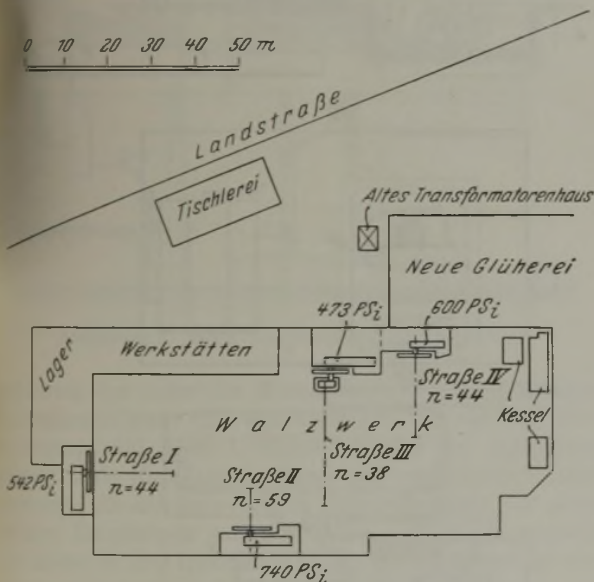 0 10 20 30 40 50 m
Landstraße
Tischlerei
Altes Transformatorenhaus
Neue Glüherei
473 PSi
600 PSi
Lager
Werkstätten
Straße IV
n=44
Kessel
Walzwerk
Straße I
n=44
Straße II
n=59
Straße III
n=38
542 PSi
740 PSi